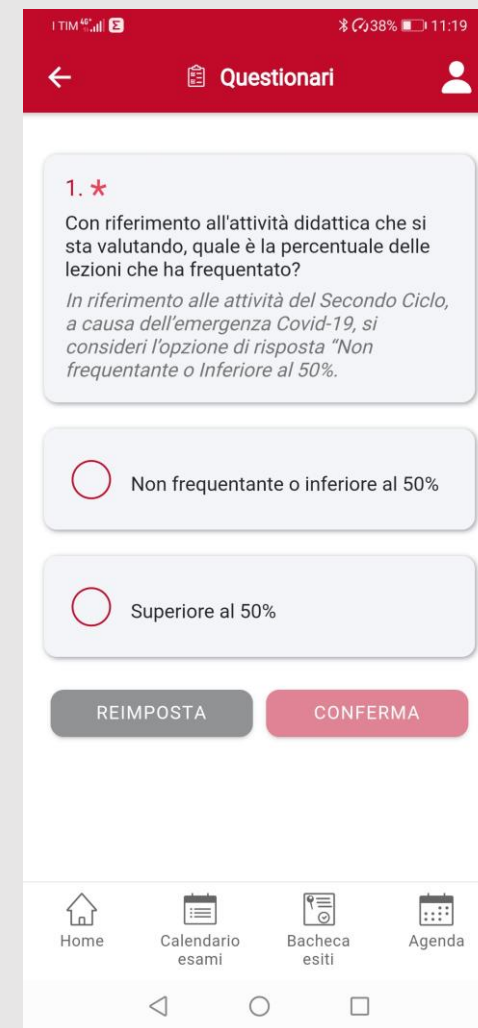 I TIM 4G 38% 11:19
Questionari
1. *
Con riferimento all'attività didattica che si
sta valutando, quale è la percentuale delle
lezioni che ha frequentato?
In riferimento alle attività del Secondo Ciclo,
a causa dell'emergenza Covid-19, si
consideri l'opzione di risposta “Non
frequentante o Inferiore al 50%.
Non frequentante o inferiore al 50%
Superiore al 50%
REIMPOSTA CONFERMA
Home Calendario esami Bacheca esiti Agenda